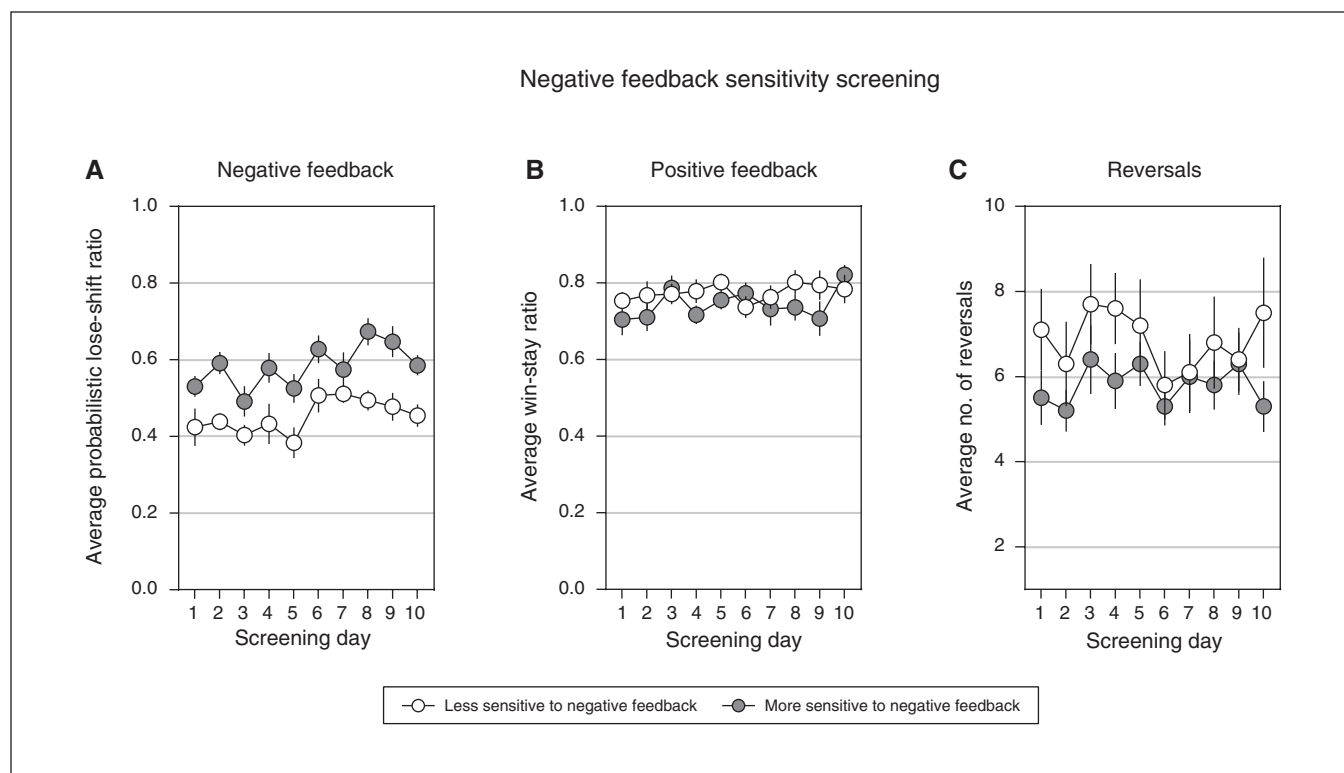 Negative feedback sensitivity screening
A Negative feedback
Average probabilistic lose-shift ratio
1.0
0.8
0.6
0.4
0.2
0.0
1 2 3 4 5 6 7 8 9 10
Screening day
B Positive feedback
Average win-stay ratio
1.0
0.8
0.6
0.4
0.2
0.0
1 2 3 4 5 6 7 8 9 10
Screening day
C Reversals
Average no. of reversals
10
8
6
4
2
1 2 3 4 5 6 7 8 9 10
Screening day
Less sensitive to negative feedback More sensitive to negative feedback